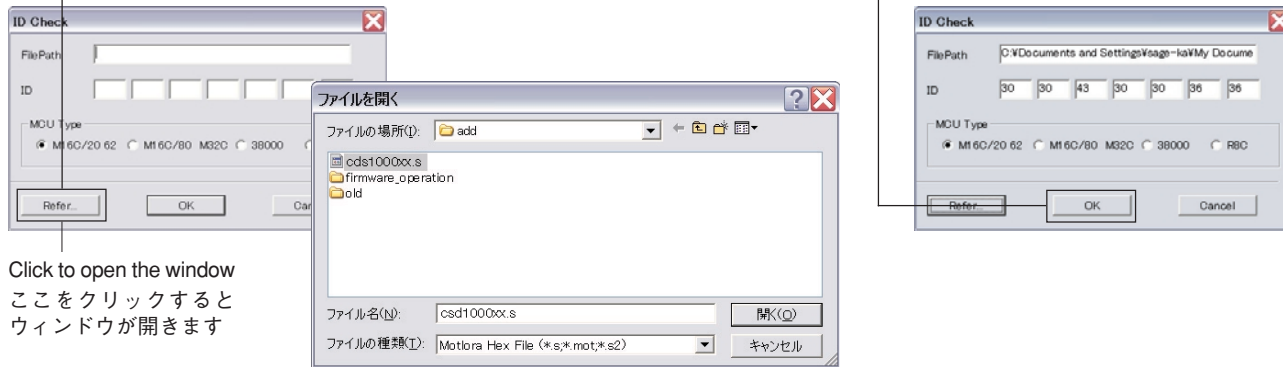 ID Check
FilePath
ID
MCU Type
M16C/20 62 M16C/80 M32C 38000
Refer... OK
Click to open the window
ここをクリックすると
ウィンドウが開きます
ファイルを開く
ファイルの場所(I): add
cds1000xx.s
firmware_operation
old
ファイル名(N): csd1000xx.s 開く(O)
ファイルの種類(T): Motlora Hex File (*.s;*.mot;*.s2) キャンセル
ID Check
FilePath C:¥Documents and Settings¥sage-ka¥My Docume
ID 30 30 43 30 30 36 36
MCU Type
M16C/20 62 M16C/80 M32C 38000 R8C
Refer... OK Cancel